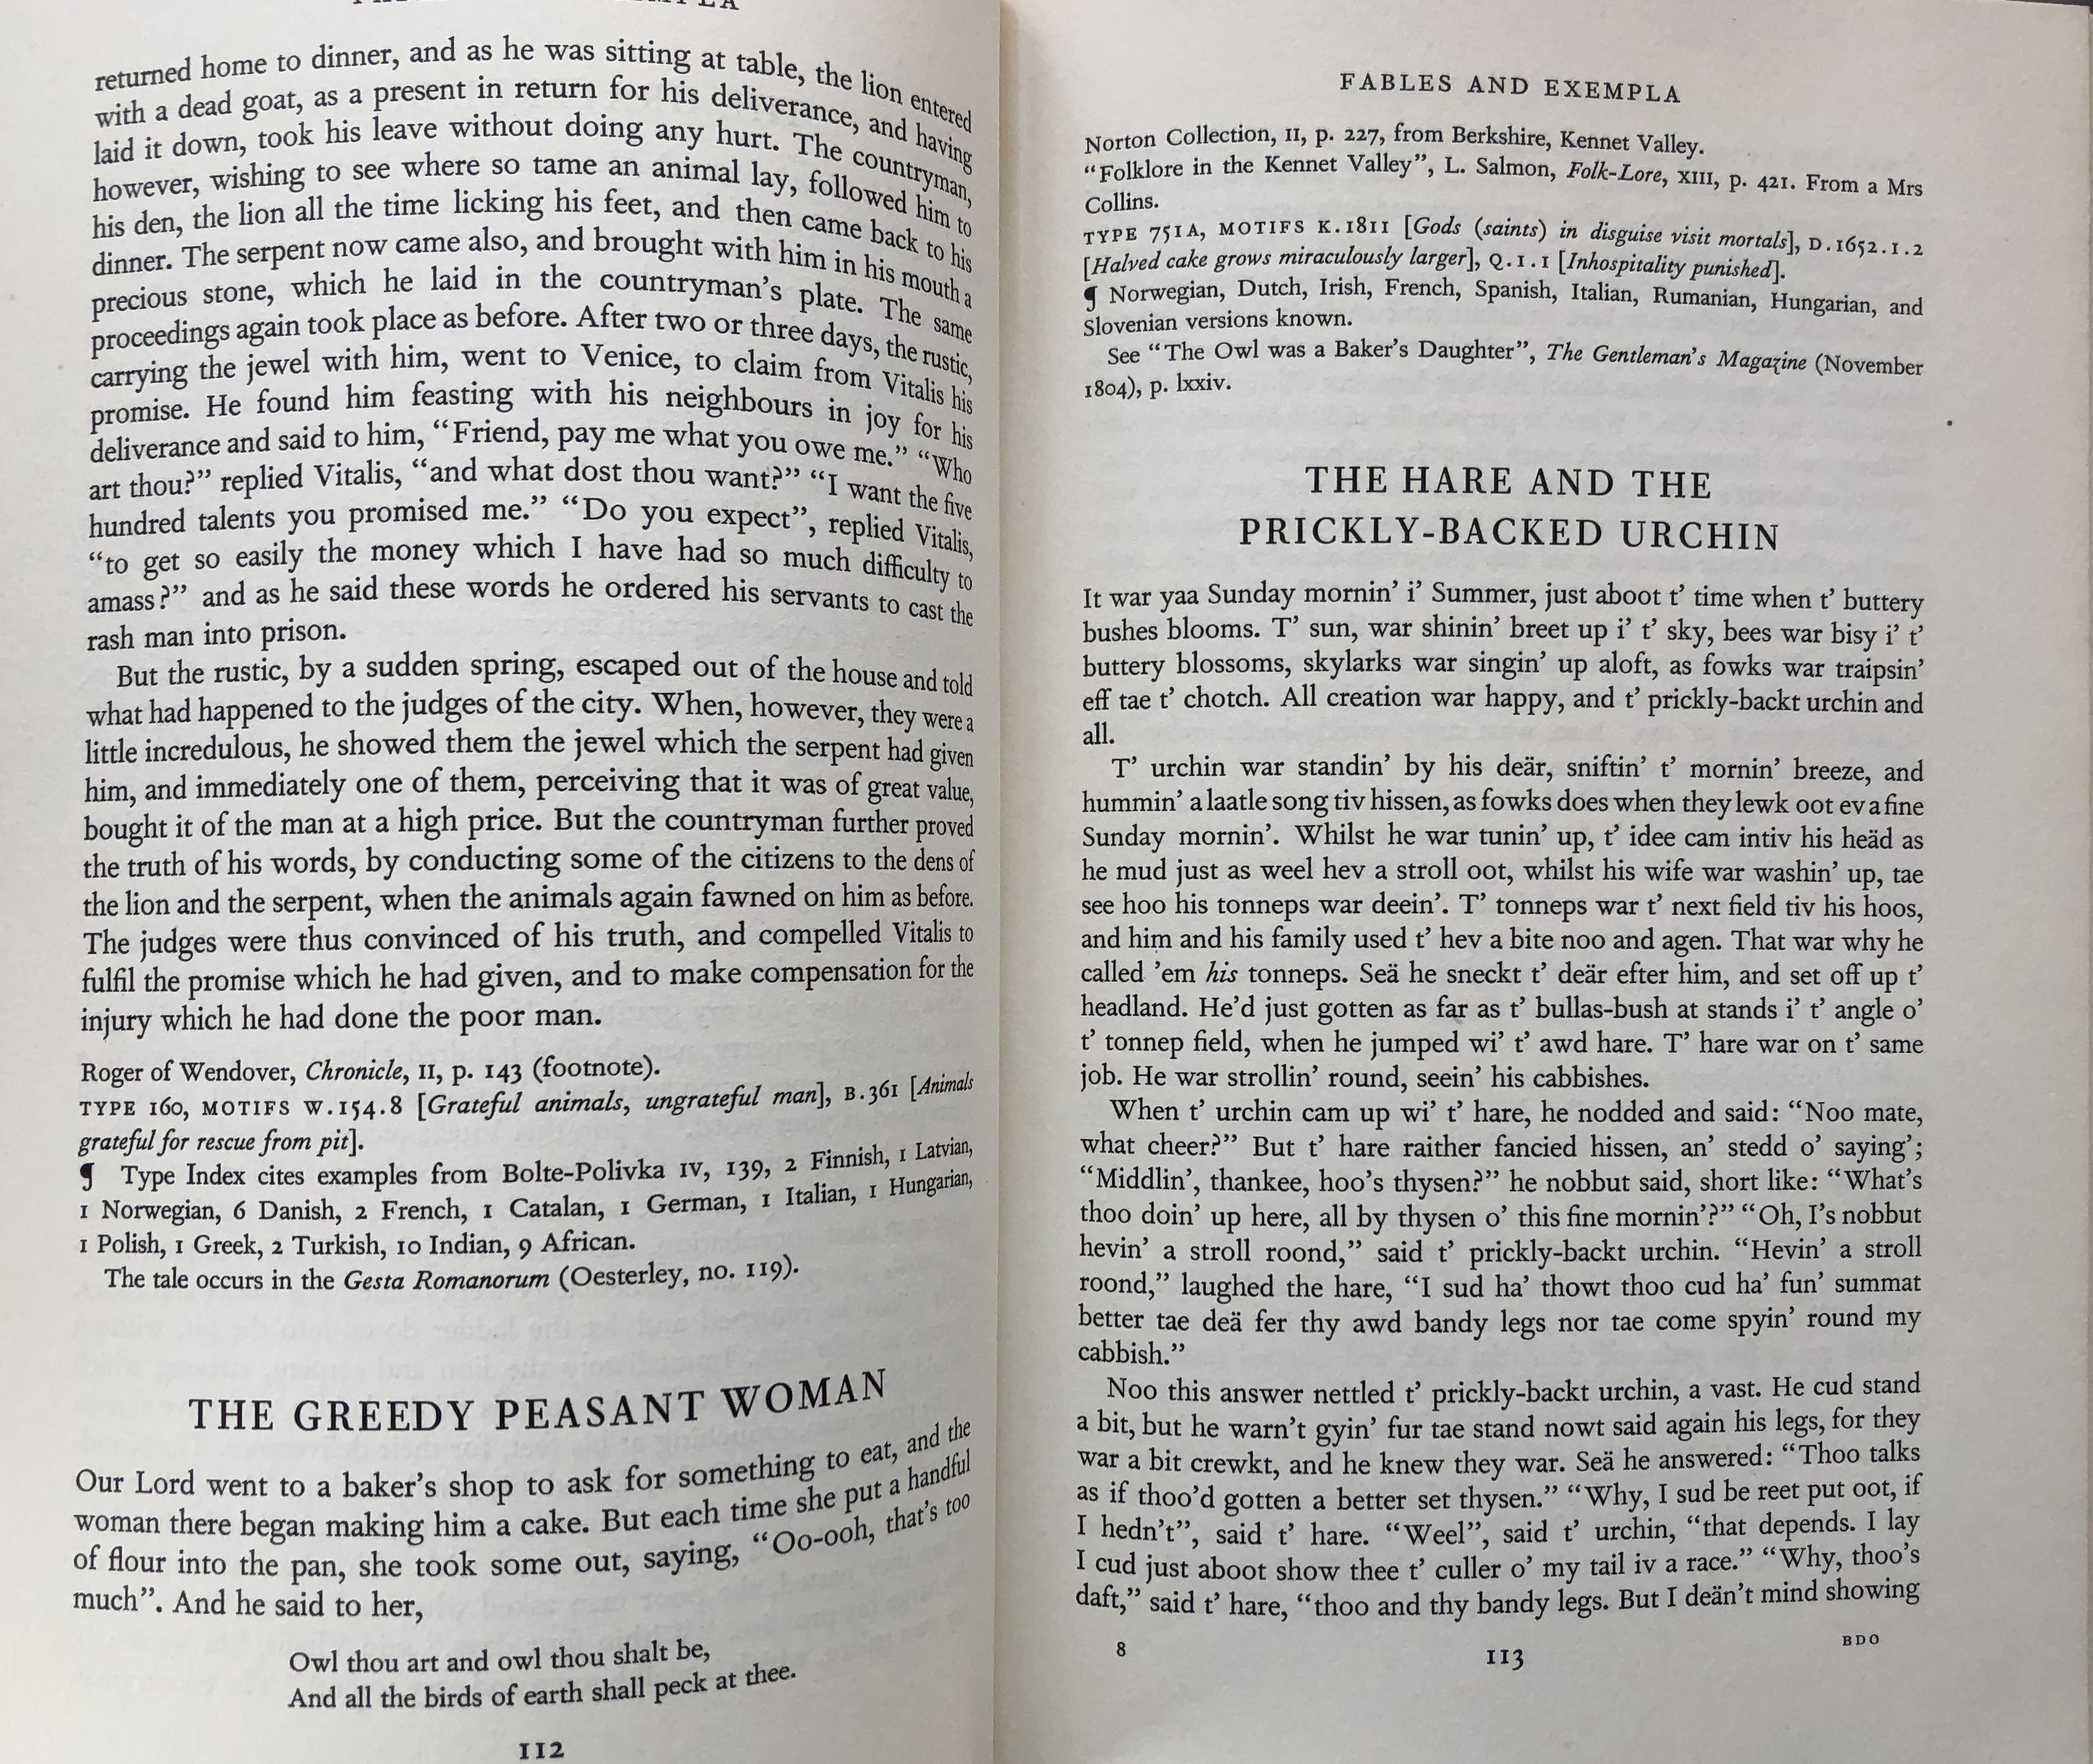 returned home to dinner, and as he was sitting at table, the lion entered
with a dead goat, as a present in return for his deliverance, and having
laid it down, took his leave without doing any hurt. The countryman,
however, wishing to see where so tame an animal lay, followed him to
his den, the lion all the time licking his feet, and then came back to his
dinner. The serpent now came also, and brought with him in his mouth a
precious stone, which he laid in the countryman's plate. The same
proceedings again took place as before. After two or three days, the rustic,
carrying the jewel with him, went to Venice, to claim from Vitalis his
promise. He found him feasting with his neighbours in joy for his
deliverance and said to him, “Friend, pay me what you owe me.” “Who
art thou?” replied Vitalis, “and what dost thou want?” “I want the five
hundred talents you promised me.” “Do you expect”, replied Vitalis,
“to get so easily the money which I have had so much difficulty to
amass?” and as he said these words he ordered his servants to cast the
rash man into prison.
But the rustic, by a sudden spring, escaped out of the house and told
what had happened to the judges of the city. When, however, they were a
little incredulous, he showed them the jewel which the serpent had given
him, and immediately one of them, perceiving that it was of great value,
bought it of the man at a high price. But the countryman further proved
the truth of his words, by conducting some of the citizens to the dens of
the lion and the serpent, when the animals again fawned on him as before.
The judges were thus convinced of his truth, and compelled Vitalis to
fulfil the promise which he had given, and to make compensation for the
injury which he had done the poor man.
Roger of Wendover, Chronicle, II, p. 143 (footnote).
TYPE 160, MOTIFS W.154.8 [Grateful animals, ungrateful man], B.361 [Animals
grateful for rescue from pit].
¶ Type Index cites examples from Bolte-Polivka IV, 139, 2 Finnish, 1 Latvian,
1 Norwegian, 6 Danish, 2 French, 1 Catalan, 1 German, 1 Italian, 1 Hungarian,
1 Polish, 1 Greek, 2 Turkish, 10 Indian, 9 African.
The tale occurs in the Gesta Romanorum (Oesterley, no. 119).
THE GREEDY PEASANT WOMAN
Our Lord went to a baker's shop to ask for something to eat, and the
woman there began making him a cake. But each time she put a handful
of flour into the pan, she took some out, saying, “Oo-ooh, that's too
much”. And he said to her,
Owl thou art and owl thou shalt be,
And all the birds of earth shall peck at thee.
112
FABLES AND EXEMPLA
Norton Collection, II, p. 227, from Berkshire, Kennet Valley.
“Folklore in the Kennet Valley”, L. Salmon, Folk-Lore, XIII, p. 421. From a Mrs
Collins.
TYPE 751A, MOTIFS K.1811 [Gods (saints) in disguise visit mortals], D.1652.1.2
[Halved cake grows miraculously larger], Q.1.1 [Inhospitality punished].
¶ Norwegian, Dutch, Irish, French, Spanish, Italian, Rumanian, Hungarian, and
Slovenian versions known.
See “The Owl was a Baker's Daughter”, The Gentleman's Magazine (November
1804), p. lxxiv.
THE HARE AND THE
PRICKLY-BACKED URCHIN
It war yaa Sunday mornin' i' Summer, just aboot t' time when t' buttery
bushes blooms. T' sun, war shinin' breet up i' t' sky, bees war bisy i' t'
buttery blossoms, skylarks war singin' up aloft, as fowks war traipsin'
eff tae t' chotch. All creation war happy, and t' prickly-backt urchin and
all.
T' urchin war standin' by his deär, sniftin' t' mornin' breeze, and
hummin' a laatle song tiv hissen, as fowks does when they lewk oot ev a fine
Sunday mornin'. Whilst he war tunin' up, t' idee cam intiv his heäd as
he mud just as weel hev a stroll oot, whilst his wife war washin' up, tae
see hoo his tonneps war deein'. T' tonneps war t' next field tiv his hoos,
and him and his family used t' hev a bite noo and agen. That war why he
called 'em his tonneps. Seä he sneckt t' deär efter him, and set off up t'
headland. He'd just gotten as far as t' bullas-bush at stands i' t' angle o'
t' tonnep field, when he jumped wi' t' awd hare. T' hare war on t' same
job. He war strollin' round, seein' his cabbishes.
When t' urchin cam up wi' t' hare, he nodded and said: “Noo mate,
what cheer?” But t' hare raither fancied hissen, an' stedd o' saying';
“Middlin', thankee, hoo's thysen?” he nobbut said, short like: “What's
thoo doin' up here, all by thysen o' this fine mornin'?” “Oh, I's nobbut
hevin' a stroll roond,” said t' prickly-backt urchin. “Hevin' a stroll
roond,” laughed the hare, “I sud ha' thowt thoo cud ha' fun' summat
better tae deä fer thy awd bandy legs nor tae come spyin' round my
cabbish.”
Noo this answer nettled t' prickly-backt urchin, a vast. He cud stand
a bit, but he warn't gyin' fur tae stand nowt said again his legs, for they
war a bit crewkt, and he knew they war. Seä he answered: “Thoo talks
as if thoo'd gotten a better set thysen.” “Why, I sud be reet put oot, if
I hedn't”, said t' hare. “Weel”, said t' urchin, “that depends. I lay
I cud just aboot show thee t' culler o' my tail iv a race.” “Why, thoo's
daft,” said t' hare, “thoo and thy bandy legs. But I deän't mind showing
8
113
BDO